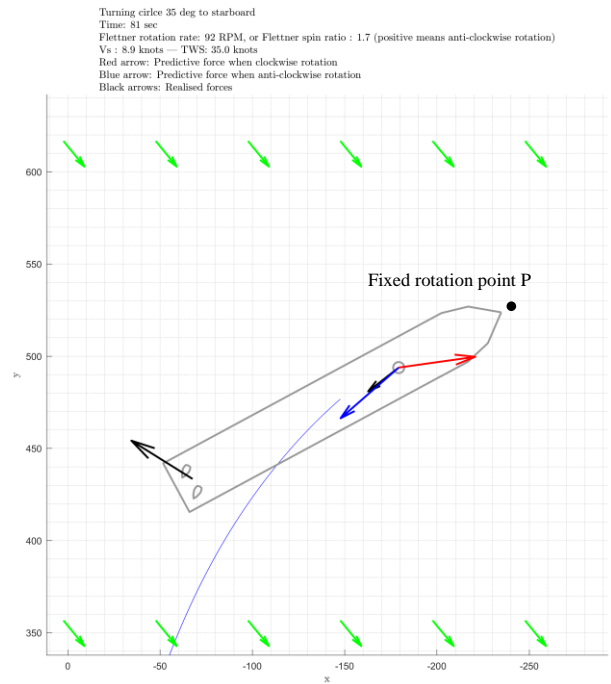 Turning cirlce 35 deg to starboard
Time: 81 sec
Flettner rotation rate: 92 RPM, or Flettner spin ratio : 1.7 (positive means anti-clockwise rotation)
Vs : 8.9 knots — TWS: 35.0 knots
Red arrow: Predictive force when clockwise rotation
Blue arrow: Predictive force when anti-clockwise rotation
Black arrows: Realised forces
600
550
Fixed rotation point P
500
y
450
400
350
0 -50 -100 -150 -200 -250
x